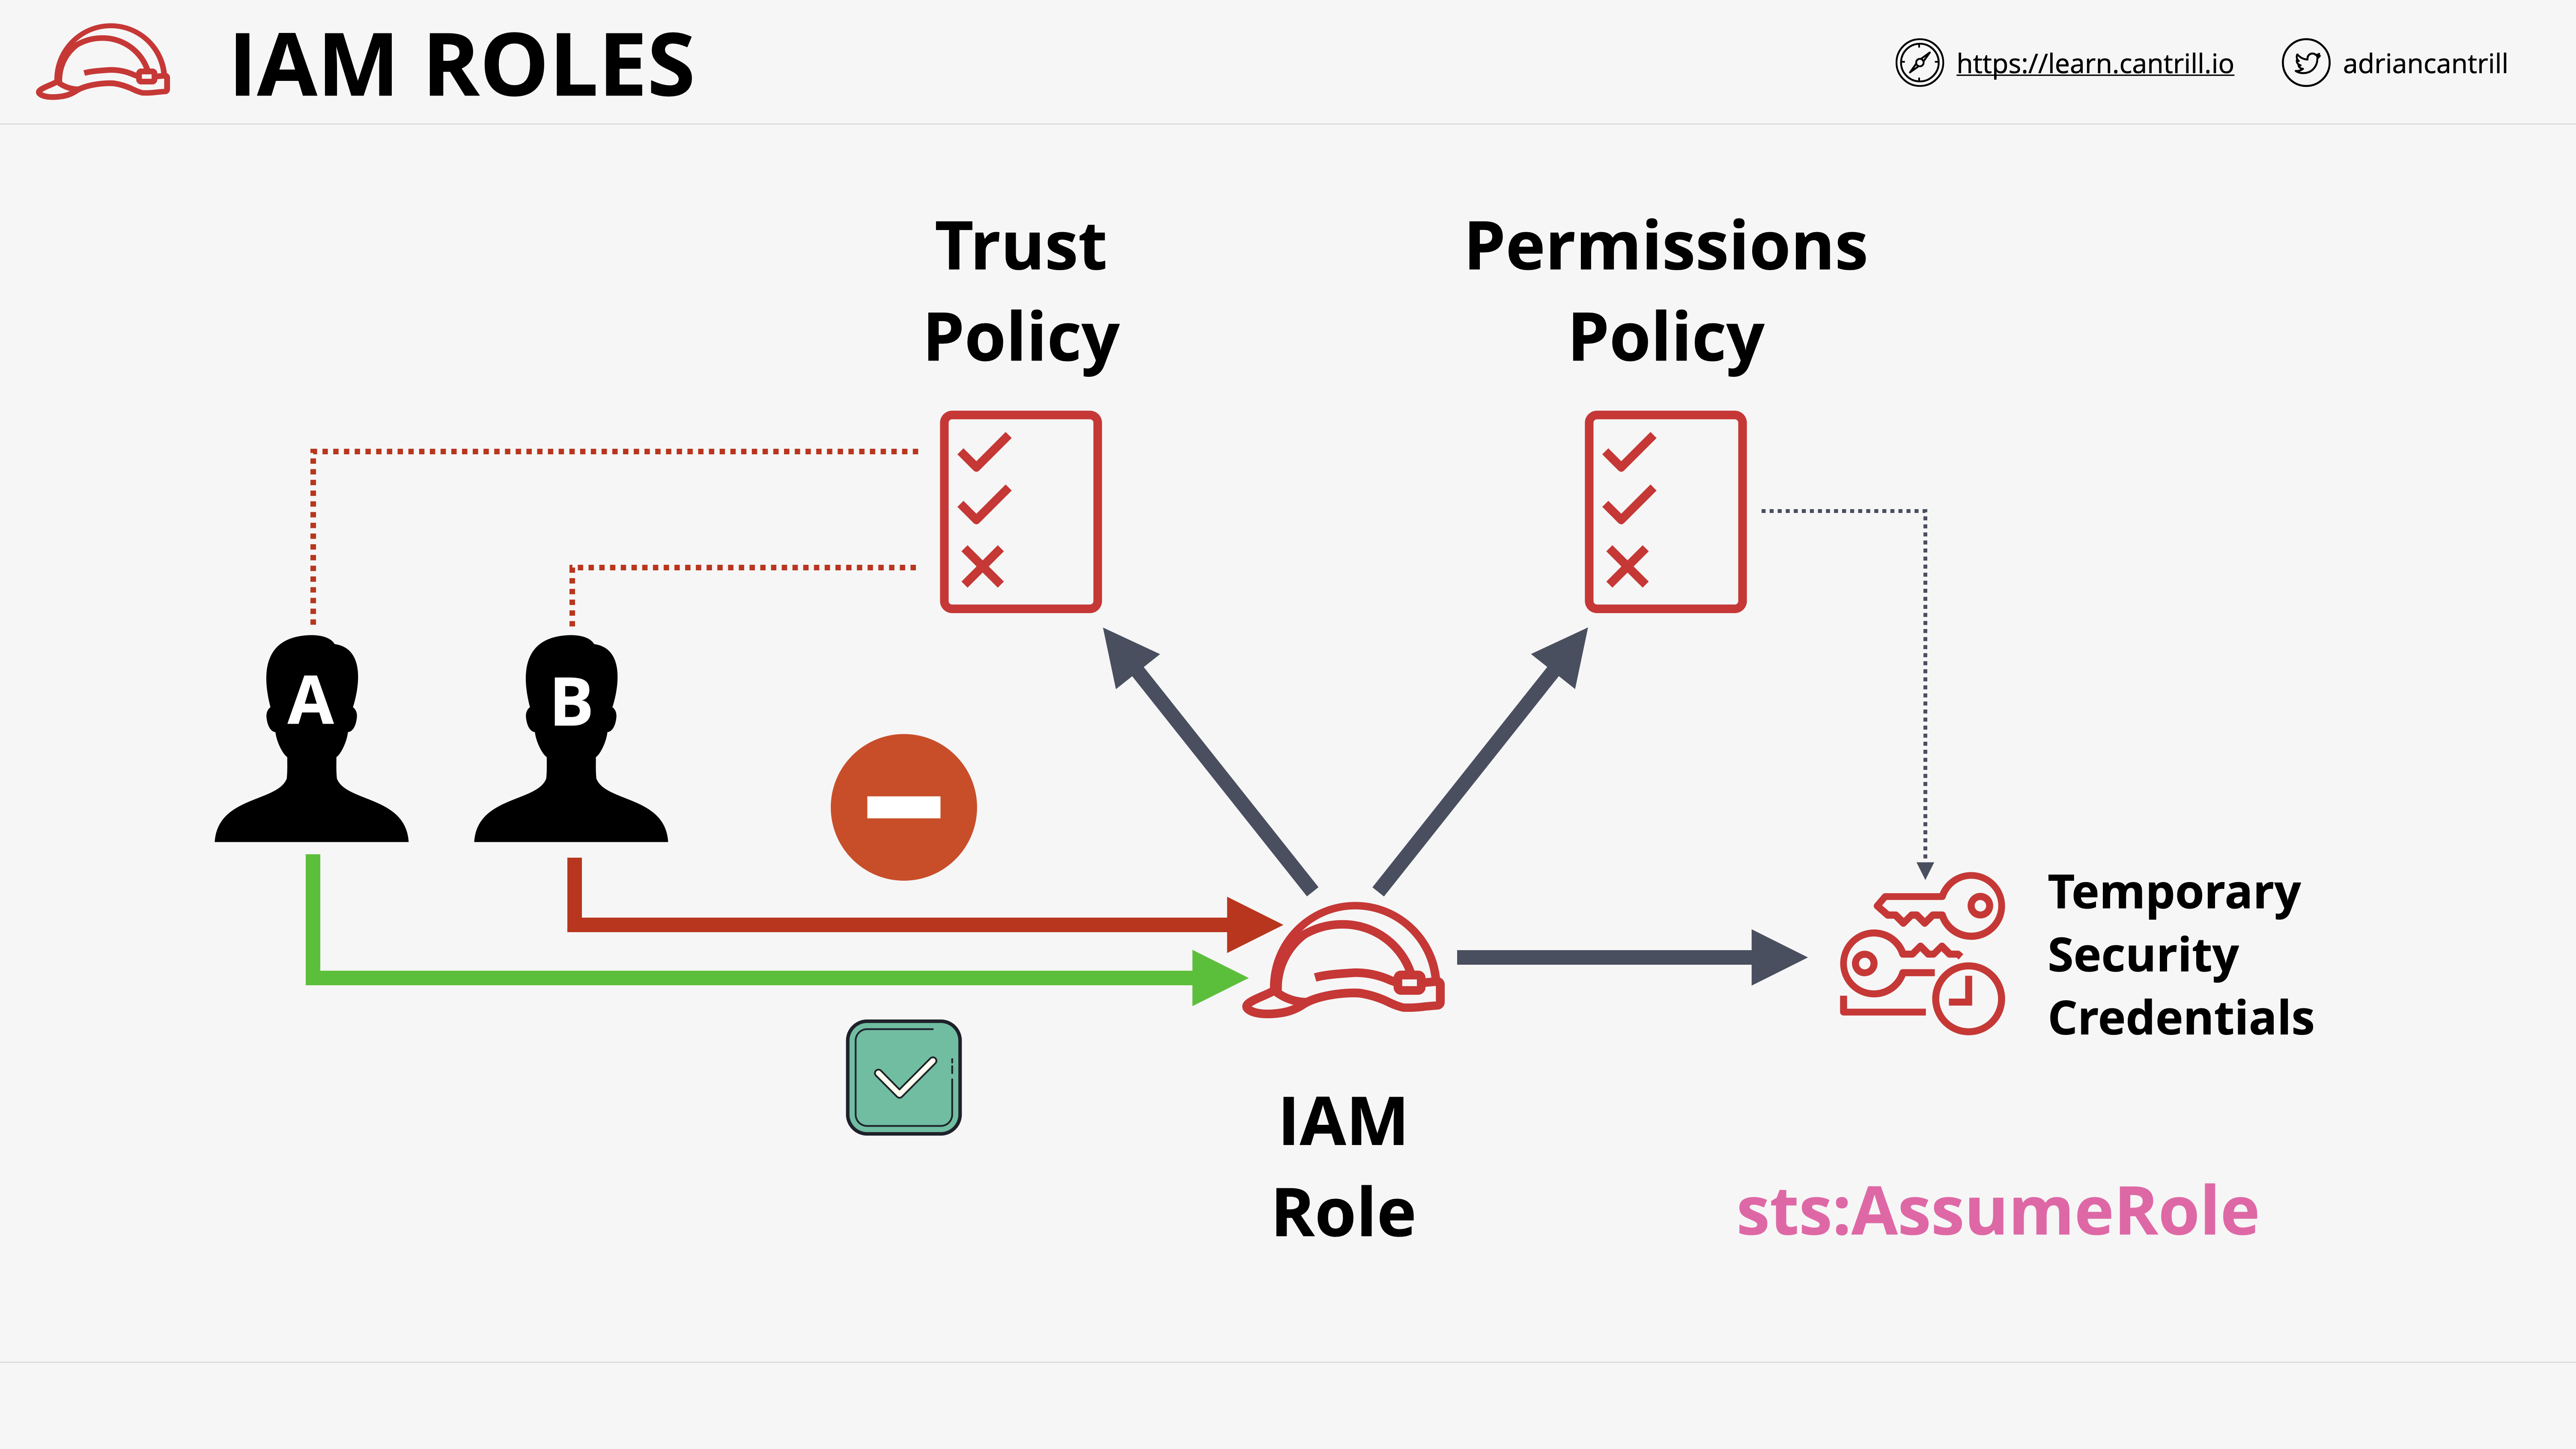 IAM ROLES
https://learn.cantrill.io
adriancantrill
Trust
Policy
Permissions
Policy
A
B
Temporary
Security
Credentials
IAM
Role
sts:AssumeRole